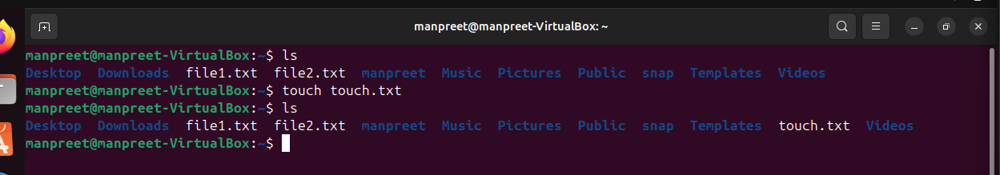 manpreet@manpreet-VirtualBox: ~
manpreet@manpreet-VirtualBox:~$ ls
Desktop  Downloads  file1.txt  file2.txt  manpreet  Music  Pictures  Public  snap  Templates  Videos
manpreet@manpreet-VirtualBox:~$ touch touch.txt
manpreet@manpreet-VirtualBox:~$ ls
Desktop  Downloads  file1.txt  file2.txt  manpreet  Music  Pictures  Public  snap  Templates  touch.txt  Videos
manpreet@manpreet-VirtualBox:~$